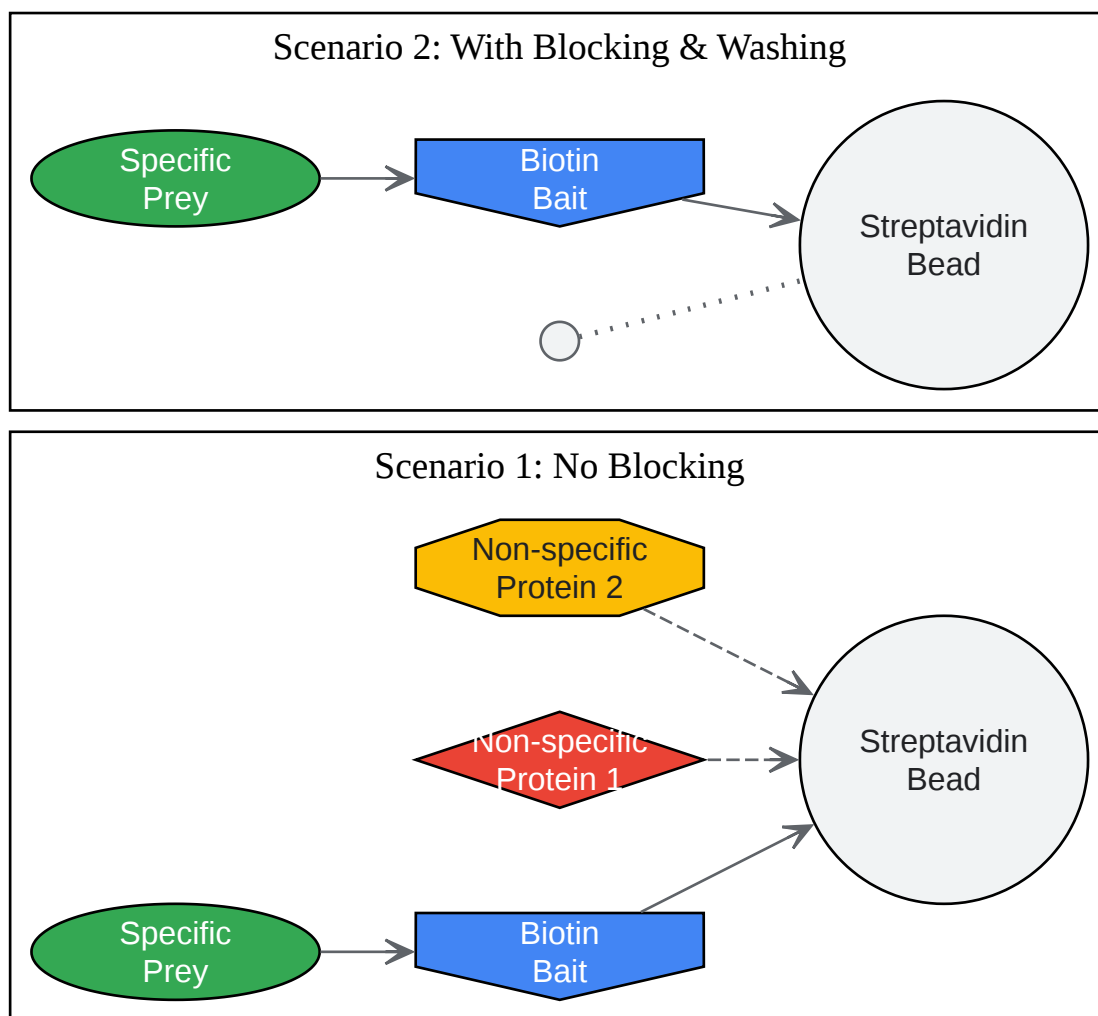 Scenario 2: With Blocking & Washing
Specific
Prey
Biotin
Bait
Streptavidin
Bead
Scenario 1: No Blocking
Non-specific
Protein 2
Non-specific
Protein 1
Streptavidin
Bead
Specific
Prey
Biotin
Bait